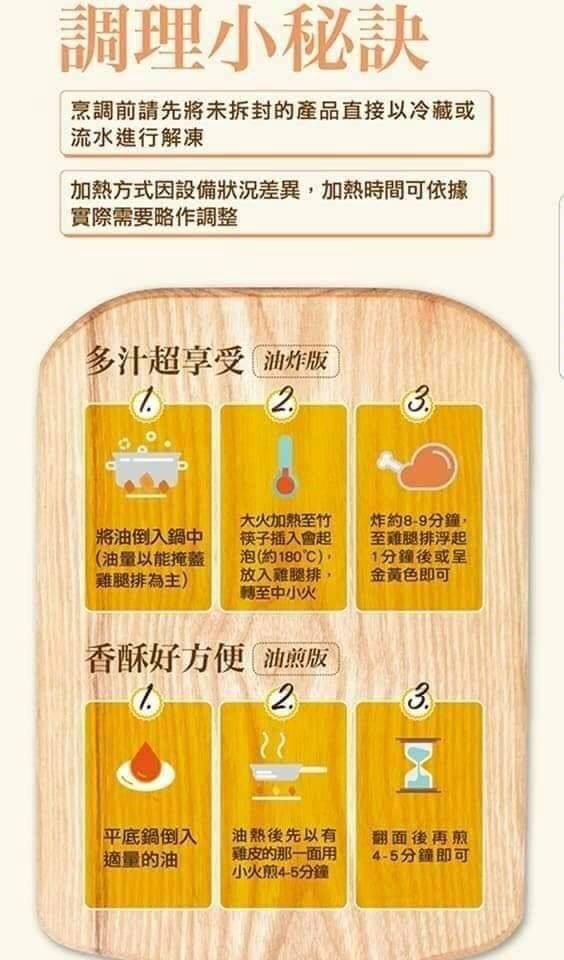 調理小秘訣
烹調前請先將未拆封的產品直接以冷藏或
流水進行解凍
加熱方式因設備狀況差異，加熱時間可依據
實際需要略作調整
多汁超享受 油炸版
1.
將油倒入鍋中
(油量以能掩蓋
雞腿排為主)
2.
大火加熱至竹
筷子插入會起
泡(約180℃)，
放入雞腿排，
轉至中小火
3.
炸約8-9分鐘，
至雞腿排浮起
1分鐘後或呈
金黃色即可
香酥好方便 油煎版
1.
平底鍋倒入
適量的油
2.
油熱後先以有
雞皮的那一面用
小火煎4-5分鐘
3.
翻面後再煎
4-5分鐘即可